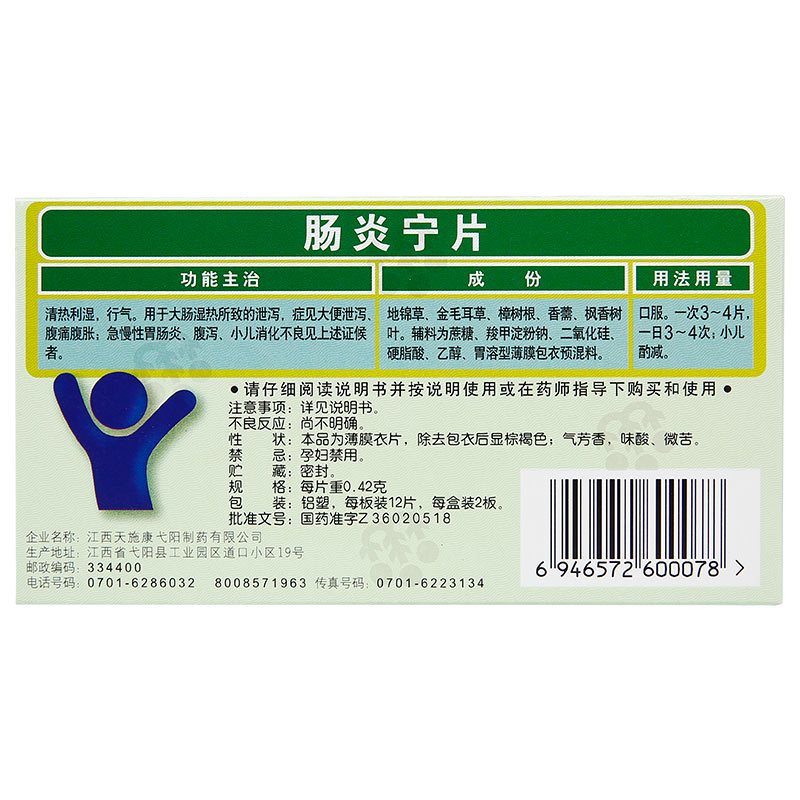 肠炎宁片
功能主治
清热利湿，行气。用于大肠湿热所致的泄泻，症见大便泄泻、
腹痛腹胀；急慢性胃肠炎、腹泻、小儿消化不良见上述证候
者。
成 份
地锦草、金毛耳草、樟树根、香薷、枫香树
叶。辅料为蔗糖、羧甲淀粉钠、二氧化硅、
硬脂酸、乙醇、胃溶型薄膜包衣预混料。
用法用量
口服。一次3～4片，
一日3～4次；小儿
酌减。
•请仔细阅读说明书并按说明使用或在药师指导下购买和使用•
注意事项：详见说明书。
不良反应：尚不明确。
性 状：本品为薄膜衣片，除去包衣后显棕褐色；气芳香，味酸、微苦。
禁 忌：孕妇禁用。
贮 藏：密封。
规 格：每片重0.42克
包 装：铝塑，每板装12片，每盒装2板。
批准文号：国药准字Z36020518
企业名称：江西天施康弋阳制药有限公司
生产地址：江西省弋阳县工业园区道口小区19号
邮政编码：334400
电话号码：0701-6286032 8008571963 传真号码：0701-6223134
6 946572 600078 >